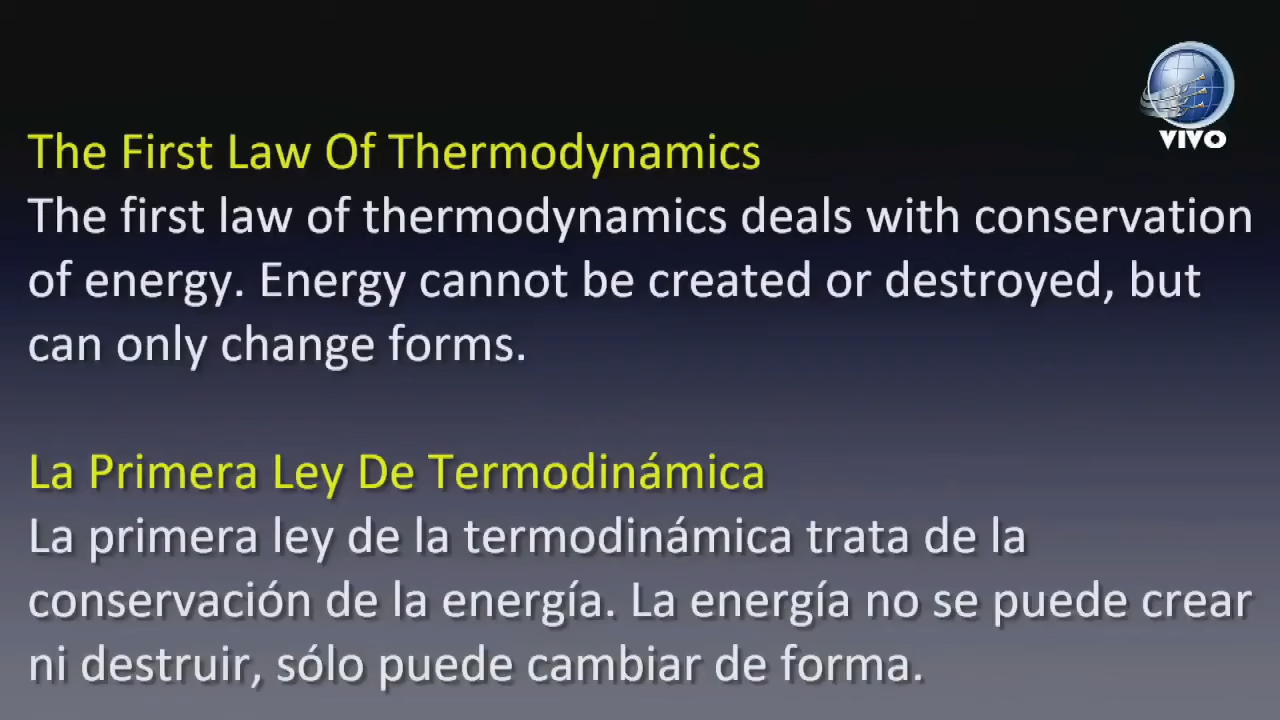 VIVO
The First Law Of Thermodynamics
The first law of thermodynamics deals with conservation
of energy. Energy cannot be created or destroyed, but
can only change forms.
La Primera Ley De Termodinámica
La primera ley de la termodinámica trata de la
conservación de la energía. La energía no se puede crear
ni destruir, sólo puede cambiar de forma.